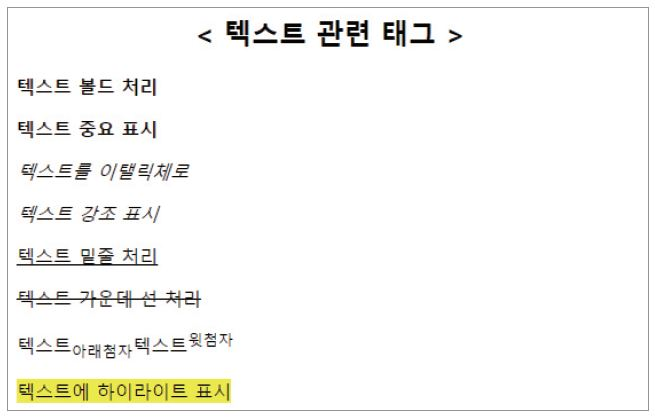 < 텍스트 관련 태그 >
텍스트 볼드 처리
텍스트 중요 표시
텍스트를 이탤릭체로
텍스트 강조 표시
텍스트 밑줄 처리
텍스트 가운데 선 처리
텍스트아래첨자텍스트윗첨자
텍스트에 하이라이트 표시